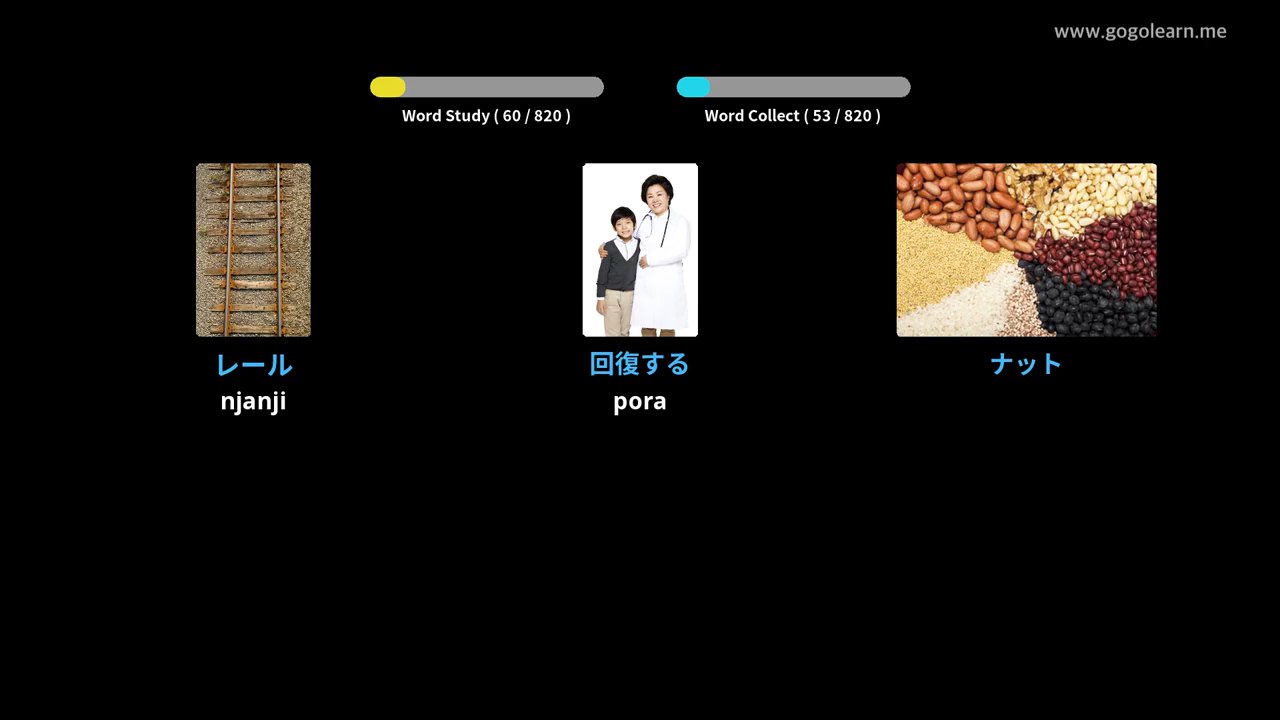 www.gogolearn.me
Word Study ( 60 / 820 )
Word Collect ( 53 / 820 )
レール
回復する
ナット
njanji
pora